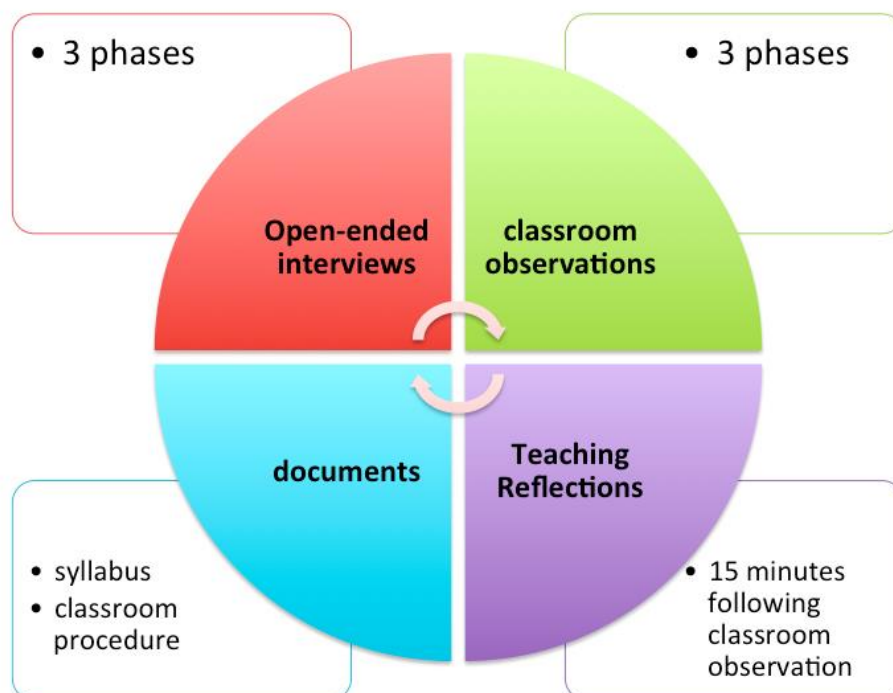 • 3 phases
• 3 phases
Open-ended
interviews
classroom
observations
documents
Teaching
Reflections
• syllabus
• classroom
procedure
• 15 minutes
following
classroom
observation